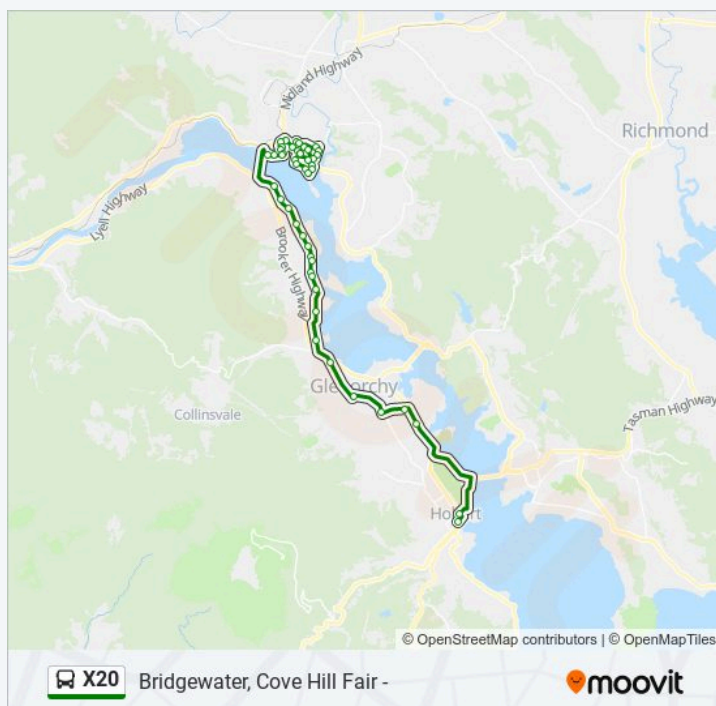 Midland Highway
Richmond
Lyell Highway
Brooker Highway
Glenorchy
Collinsvale
Tasman Highway
Hobart
© OpenStreetMap contributors | © OpenMapTiles
X20
Bridgewater, Cove Hill Fair -
moovit